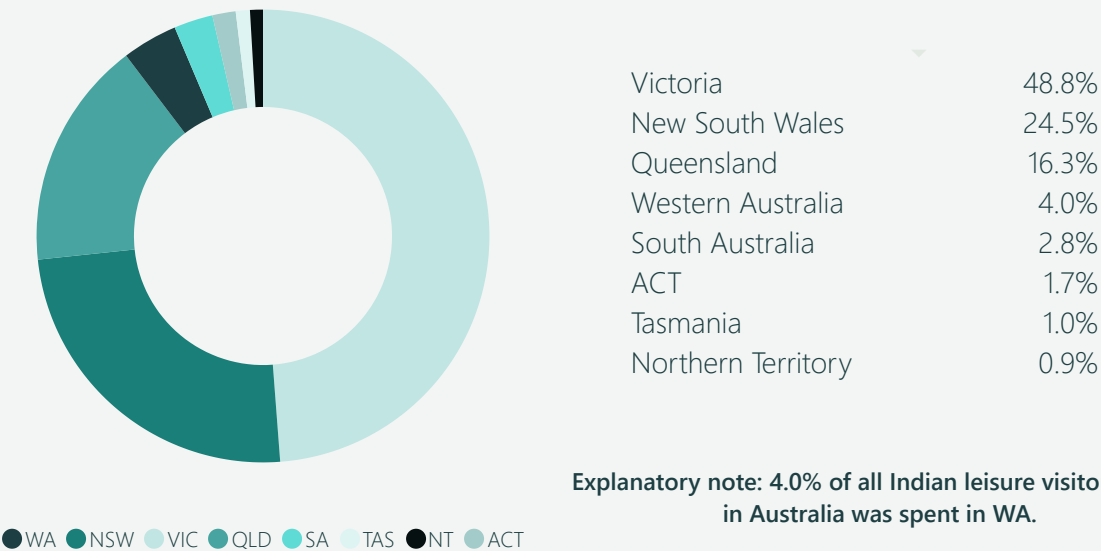 Victoria 48.8%
New South Wales 24.5%
Queensland 16.3%
Western Australia 4.0%
South Australia 2.8%
ACT 1.7%
Tasmania 1.0%
Northern Territory 0.9%
Explanatory note: 4.0% of all Indian leisure
in Australia was spent in WA.
WA NSW VIC QLD SA TAS NT ACT